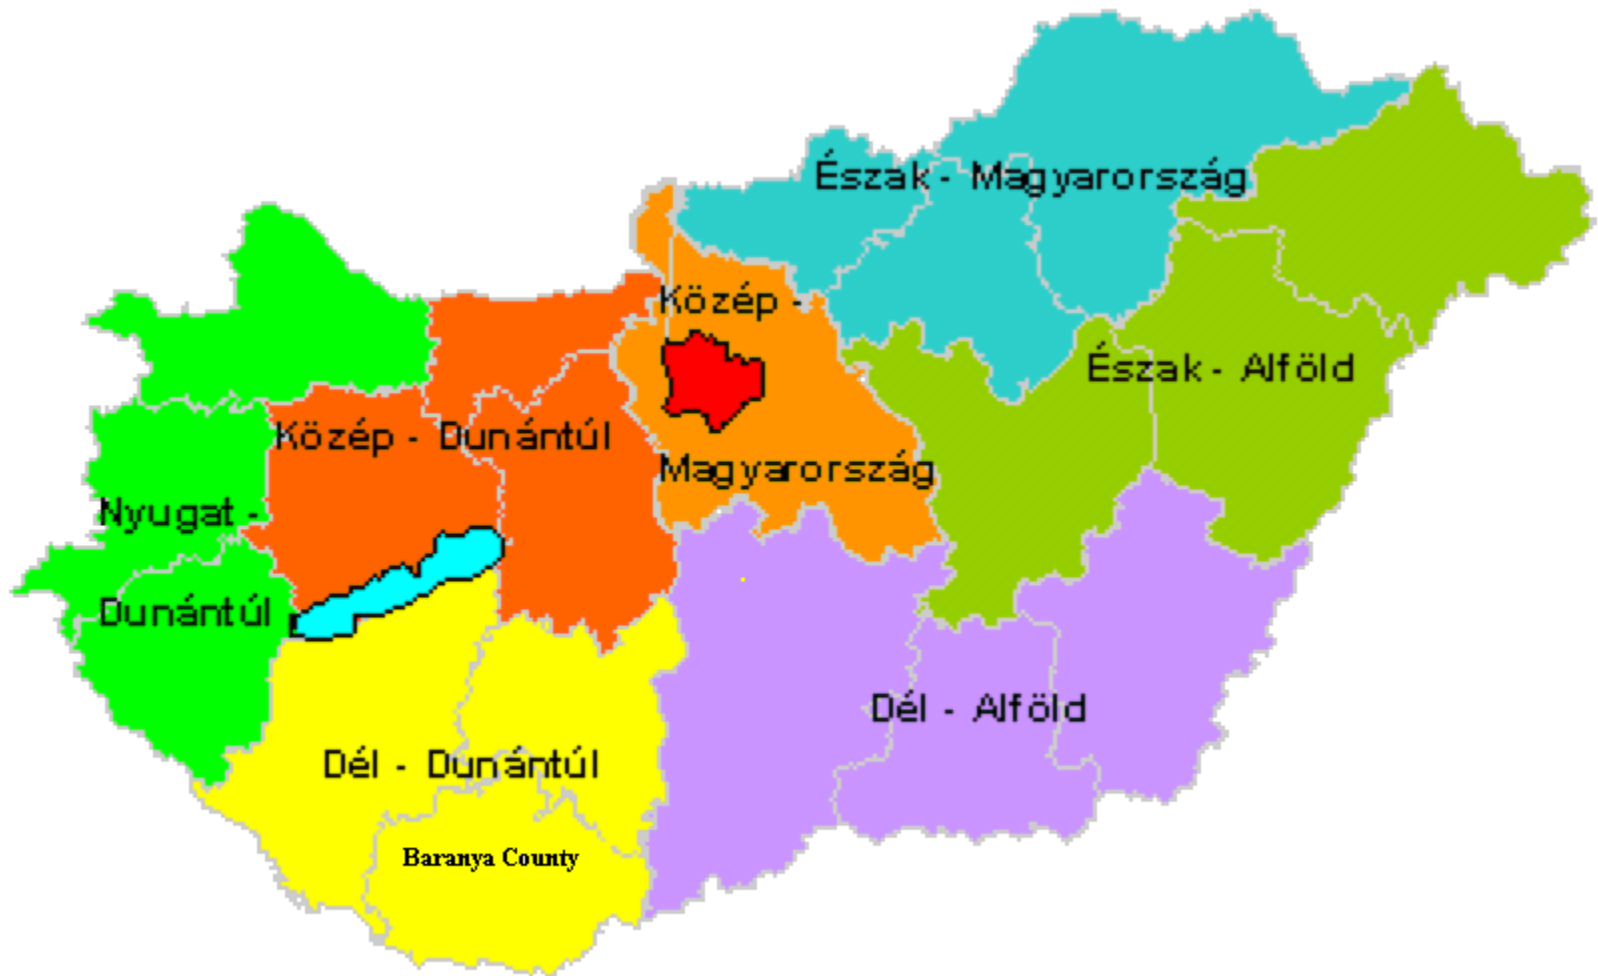 Észak - Magyarország
Közép -
Magyarország
Észak - Alföld
Közép - Dunántúl
Nyugat -
Dunántúl
Dél - Alföld
Dél - Dunántúl
Baranya County